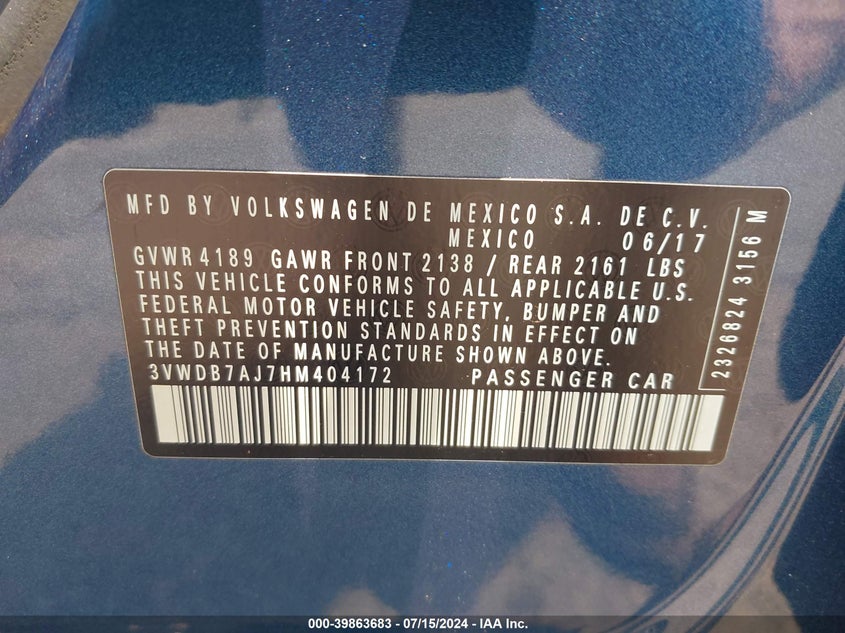 MFD BY VOLKSWAGEN DE MEXICO S.A. DE C.V.
MEXICO 06/17
GVWR 4189 GAWR FRONT 2138 / REAR 2161 LBS
THIS VEHICLE CONFORMS TO ALL APPLICABLE U.S.
FEDERAL MOTOR VEHICLE SAFETY, BUMPER AND
THEFT PREVENTION STANDARDS IN EFFECT ON
THE DATE OF MANUFACTURE SHOWN ABOVE.
3VWDB7AJ7HM404172 PASSENGER CAR
2326824 3156 M
000-39863683 / 07/15/2024 - IAA Inc.